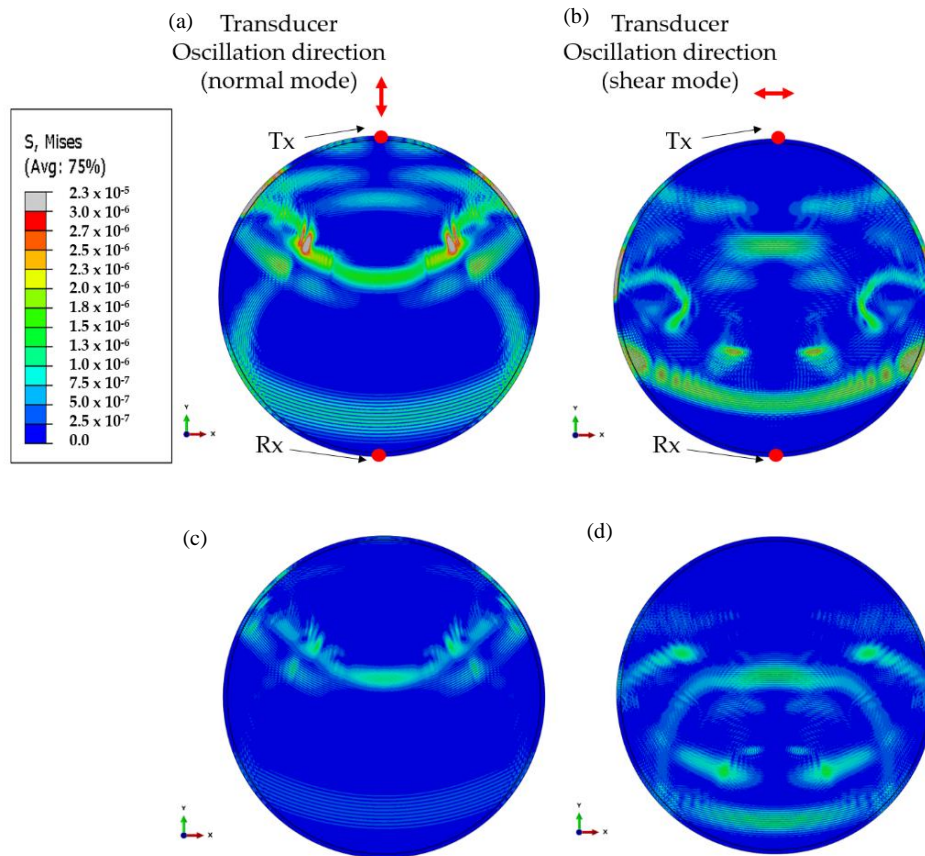 (a)
Transducer
Oscillation direction
(normal mode)
Tx
(b)
Transducer
Oscillation direction
(shear mode)
Tx
S, Mises
(Avg: 75%)
2.3 x 10⁻⁵
3.0 x 10⁻⁶
2.7 x 10⁻⁶
2.5 x 10⁻⁶
2.3 x 10⁻⁶
2.0 x 10⁻⁶
1.8 x 10⁻⁶
1.5 x 10⁻⁶
1.3 x 10⁻⁶
1.0 x 10⁻⁶
7.5 x 10⁻⁷
5.0 x 10⁻⁷
2.5 x 10⁻⁷
0.0
Y
X
Rx
Y
X
Rx
(c)
(d)
Y
X
Y
X